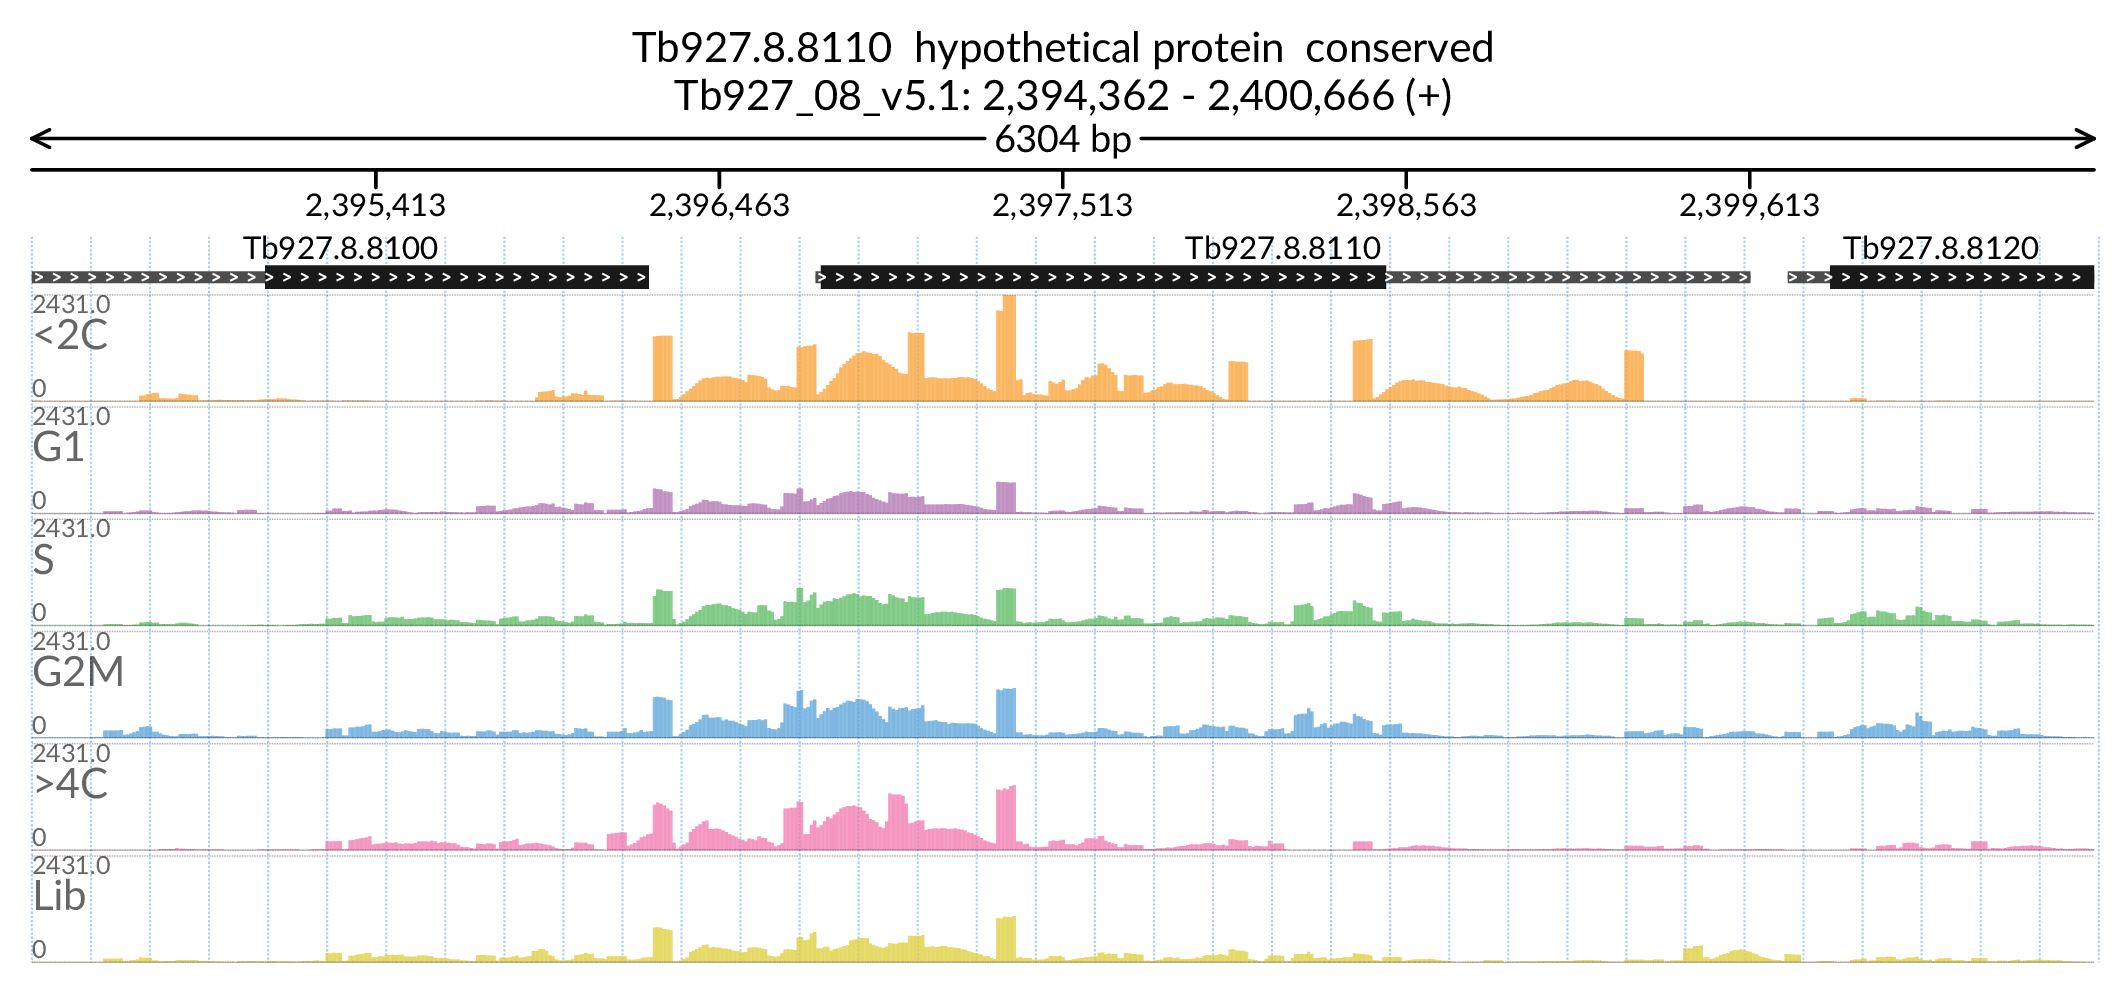 Tb927.8.8110 hypothetical protein conserved
Tb927_08_v5.1: 2,394,362 - 2,400,666 (+)
6304 bp
2,395,413 2,396,463 2,397,513 2,398,563 2,399,613
Tb927.8.8100 Tb927.8.8110 Tb927.8.8120
2431.0
<2C
0
2431.0
G1
0
2431.0
S
0
2431.0
G2M
0
2431.0
>4C
0
2431.0
Lib
0